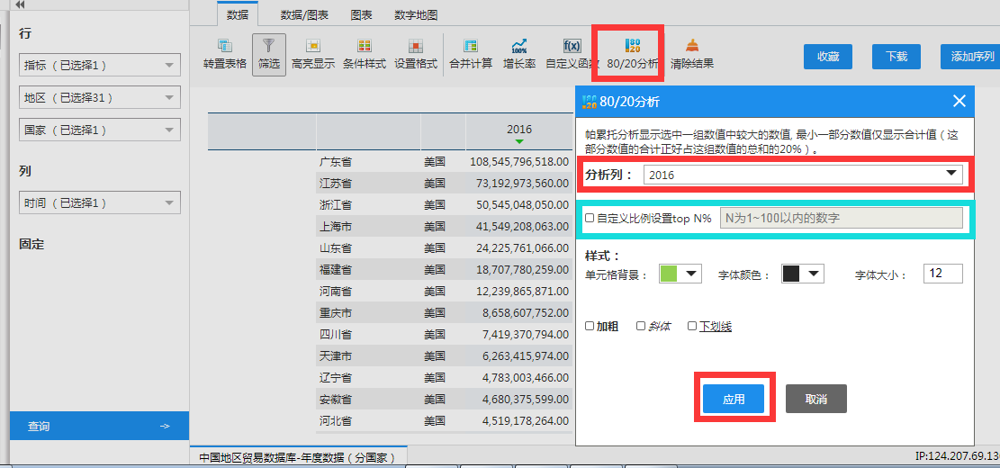 数据 数据/图表 图表 数字地图
行
指标 （已选择1）
地区 （已选择31）
国家 （已选择1）
列
时间 （已选择1）
固定
查询
转置表格 筛选 高亮显示 条件样式 设置格式 合并计算 增长率 自定义函数 80/20分析 清除结果
收藏 下载 添加序列
2016
广东省 美国 108,545,796,518.00
江苏省 美国 73,192,973,560.00
浙江省 美国 50,545,048,050.00
上海市 美国 41,549,208,063.00
山东省 美国 24,225,761,066.00
福建省 美国 18,707,780,259.00
河南省 美国 12,239,865,871.00
重庆市 美国 8,658,607,752.00
四川省 美国 7,419,370,794.00
天津市 美国 6,263,415,974.00
辽宁省 美国 4,783,003,466.00
安徽省 美国 4,680,375,599.00
河北省 美国 4,519,178,264.00
80/20分析
帕累托分析显示选中一组数值中较大的数值, 最小一部分数值仅显示合计值（这
部分数值的合计正好占这组数值的总和的20%）。
分析列： 2016
自定义比例设置top N% N为1~100以内的数字
样式：
单元格背景： 字体颜色： 字体大小： 12
加粗 斜体 下划线
应用 取消
中国地区贸易数据库-年度数据（分国家）
IP:124.207.69.13